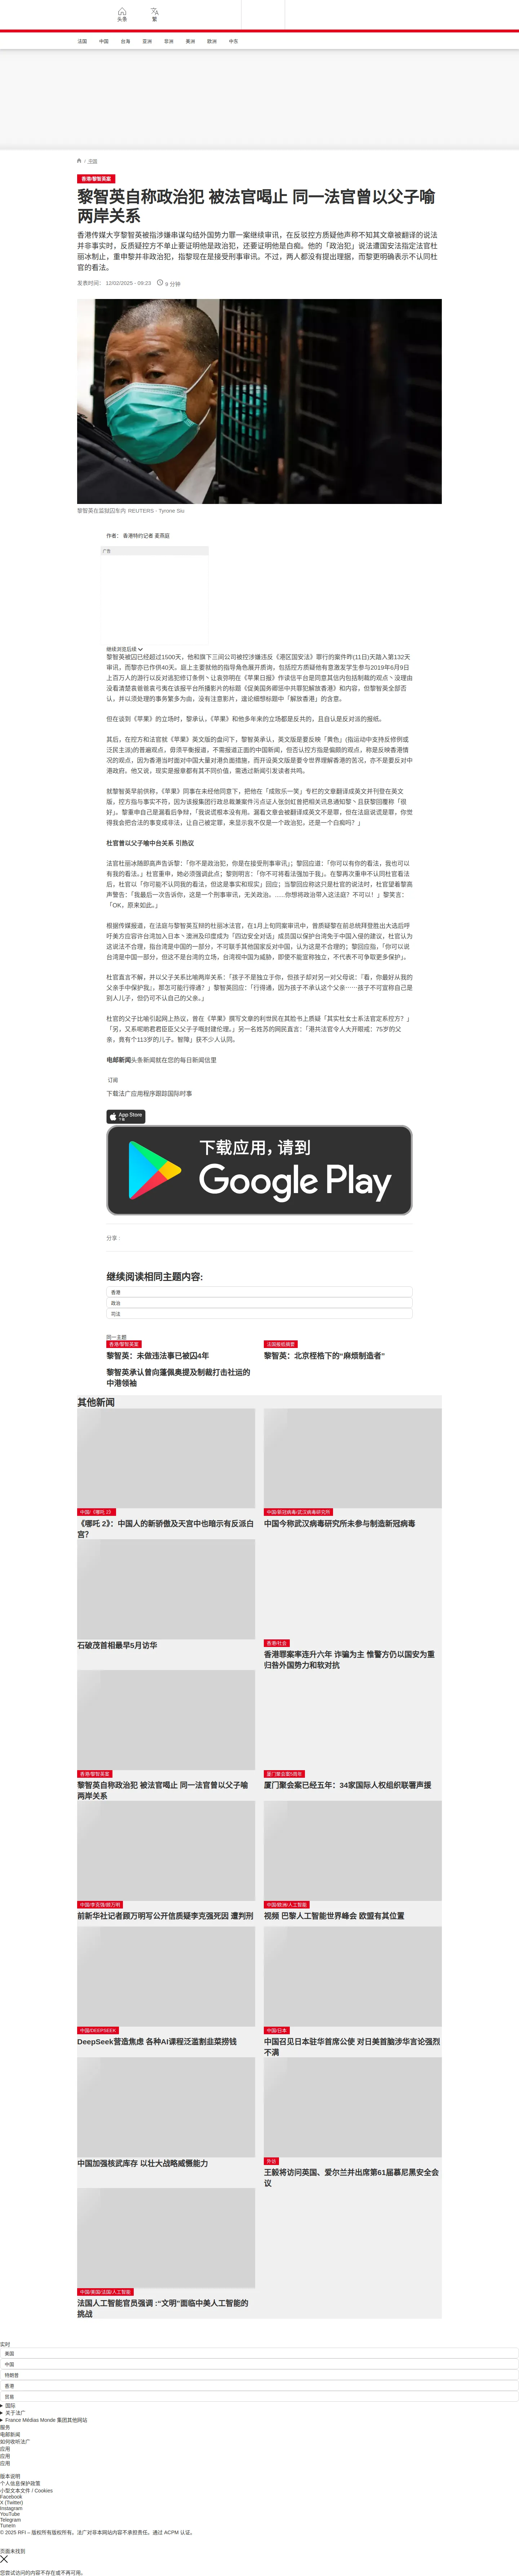 头条
繁
法国
中国
台海
亚洲
非洲
美洲
欧洲
中东
/ 中国
香港/黎智英案
黎智英自称政治犯 被法官喝止 同一法官曾以父子喻
两岸关系
香港传媒大亨黎智英被指涉嫌串谋勾结外国势力罪一案继续审讯，在反驳控方质疑他声称不知其文章被翻译的说法
并非事实时，反质疑控方不单止要证明他是政治犯，还要证明他是白痴。他的「政治犯」说法遭国安法指定法官杜
丽冰制止，重申黎并非政治犯，指黎现在是接受刑事审讯。不过，两人都没有提出理据，而黎更明确表示不认同杜
官的看法。
发表时间： 12/02/2025 - 09:23
9 分钟
黎智英在监狱囚车内 REUTERS - Tyrone Siu
作者： 香港特约记者 麦燕庭
广告
继续浏览后续
黎智英被囚已经超过1500天，他和旗下三间公司被控涉嫌违反《港区国安法》罪行的案件昨(11日)天踏入第132天
审讯，而黎亦已作供40天。庭上主要就他的指导角色展开质询，包括控方质疑他有意激发学生参与2019年6月9日
上百万人的游行以反对逃犯修订条例丶让袁弥明在《苹果日报》作读信平台是同意其信内包括制裁的观点丶没理由
没看清楚袁爸爸袁弓夷在该报平台所播影片的标题《促美国务卿惩中共罪犯解放香港》和内容，但黎智英全部否
认，并以须处理的事务繁多为由，没有注意影片，遑论细想标题中「解放香港」的含意。
但在谈到《苹果》的立场时，黎承认，《苹果》和他多年来的立场都是反共的，且自认是反对派的报纸。
其后，在控方和法官就《苹果》英文版的盘问下，黎智英承认，英文版是要反映「黄色」(指运动中支持反修例或
泛民主派)的普遍观点，毋须平衡报道，不需报道正面的中国新闻，但否认控方指是偏颇的观点，称是反映香港情
况的观点，因为香港当时面对中国大量对港负面措施，而开设英文版是要令世界理解香港的苦况，亦不是要反对中
港政府。他又说，现实是报章都有其不同价值，需透过新闻引发读者共鸣。
就黎智英早前供称，《苹果》同事在未经他同意下，把他在「成败乐一笑」专栏的文章翻译成英文并刊登在英文
版，控方指与事实不符，因为该报集团行政总裁兼案件污点证人张剑虹曾把相关讯息通知黎丶且获黎回覆称「很
好」。黎重申自己是漏看后争辩，「我说谎根本没有用。漏看文章会被翻译成英文不是罪，但在法庭说谎是罪，你觉
得我会把合法的事变成非法，让自己被定罪，来显示我不仅是一个政治犯，还是一个白痴吗？」
杜官曾以父子喻中台关系 引热议
法官杜丽冰随即高声告诉黎：「你不是政治犯，你是在接受刑事审讯」；黎回应道：「你可以有你的看法，我也可以
有我的看法。」杜官重申，她必须强调此点；黎则明言：「你不可将看法强加于我」。在黎再次重申不认同杜官看法
后，杜官以「你可能不认同我的看法，但这是事实和现实」回应；当黎回应称这只是杜官的说法时，杜官望着黎高
声警告：「我最后一次告诉你，这是一个刑事审讯，无关政治。……你想将政治带入这法庭？不可以！」黎笑言：
「OK，原来如此。」
根据传媒报道，在法庭与黎智英互辩的杜丽冰法官，在1月上旬同案审讯中，曾质疑黎在前总统拜登胜出大选后呼
吁美方应容许台湾加入日本丶澳洲及印度成为「四边安全对话」成员国以保护台湾免于中国入侵的建议，杜官认为
这说法不合理，指台湾是中国的一部分，不可联手其他国家反对中国，认为这是不合理的；黎回应指，「你可以说
台湾是中国一部分，但这不是台湾的立场，台湾视中国为威胁，即使不能宣称独立，不代表不可争取更多保护」。
杜官直言不解，并以父子关系比喻两岸关系：「孩子不是独立于你，但孩子却对另一对父母说：「看，你最好从我的
父亲手中保护我」，那怎可能行得通？」黎智英回应：「行得通，因为孩子不承认这个父亲……孩子不可宣称自己是
别人儿子，但仍可不认自己的父亲。」
杜官的父子比喻引起网上热议，曾在《苹果》撰写文章的利世民在其脸书上质疑「其实杜女士系法官定系控方？」
「另，又系呢啲君君臣臣父父子子嘅封建伦理。」另一名姓苏的网民直言：「港共法官令人大开眼戒：75岁的父
亲，竟有个113岁的儿子。智障」获不少人认同。
电邮新闻头条新闻就在您的每日新闻信里
订阅
下载法广应用程序跟踪国际时事
App Store
下载
下载应用，请到
Google Play
分享 :
继续阅读相同主题内容:
香港
政治
司法
同一主题
香港/黎智英案
黎智英：未做违法事已被囚4年
法国報纸摘要
黎智英：北京桎梏下的“麻烦制造者”
黎智英承认曾向蓬佩奥提及制裁打击社运的
中港领袖
其他新闻
中国/《哪吒 2》
《哪吒 2》：中国人的新骄傲及天宫中也暗示有反派白
宫？
中国/新冠病毒/武汉病毒研究所
中国今称武汉病毒研究所未参与制造新冠病毒
石破茂首相最早5月访华
香港/社会
香港罪案率连升六年 诈骗为主 惟警方仍以国安为重
归咎外国势力和软对抗
香港/黎智英案
黎智英自称政治犯 被法官喝止 同一法官曾以父子喻
两岸关系
厦门聚会案5周年
厦门聚会案已经五年：34家国际人权组织联署声援
中国/李克强/顾万明
前新华社记者顾万明写公开信质疑李克强死因 遭判刑
中国/欧洲/人工智能
视频 巴黎人工智能世界峰会 欧盟有其位置
中国/DEEPSEEK
DeepSeek营造焦虑 各种AI课程泛滥割韭菜捞钱
中国/日本
中国召见日本驻华首席公使 对日美首脑涉华言论强烈
不满
中国加强核武库存 以壮大战略威慑能力
外访
王毅将访问英国、爱尔兰并出席第61届慕尼黑安全会
议
中国/美国/法国/人工智能
法国人工智能官员强调 :“文明”面临中美人工智能的
挑战
实时
美国
中国
特朗普
香港
贸易
国际
关于法广
France Médias Monde 集团其他网站
服务
电邮新闻
如何收听法广
应用
应用
应用
版本说明
个人信息保护政策
小型文本文件 / Cookies
Facebook
X (Twitter)
Instagram
YouTube
Telegram
TuneIn
© 2025 RFI – 版权所有版权所有。法广对非本网站内容不承担责任。通过 ACPM 认证。
页面未找到
您尝试访问的内容不存在或不再可用。